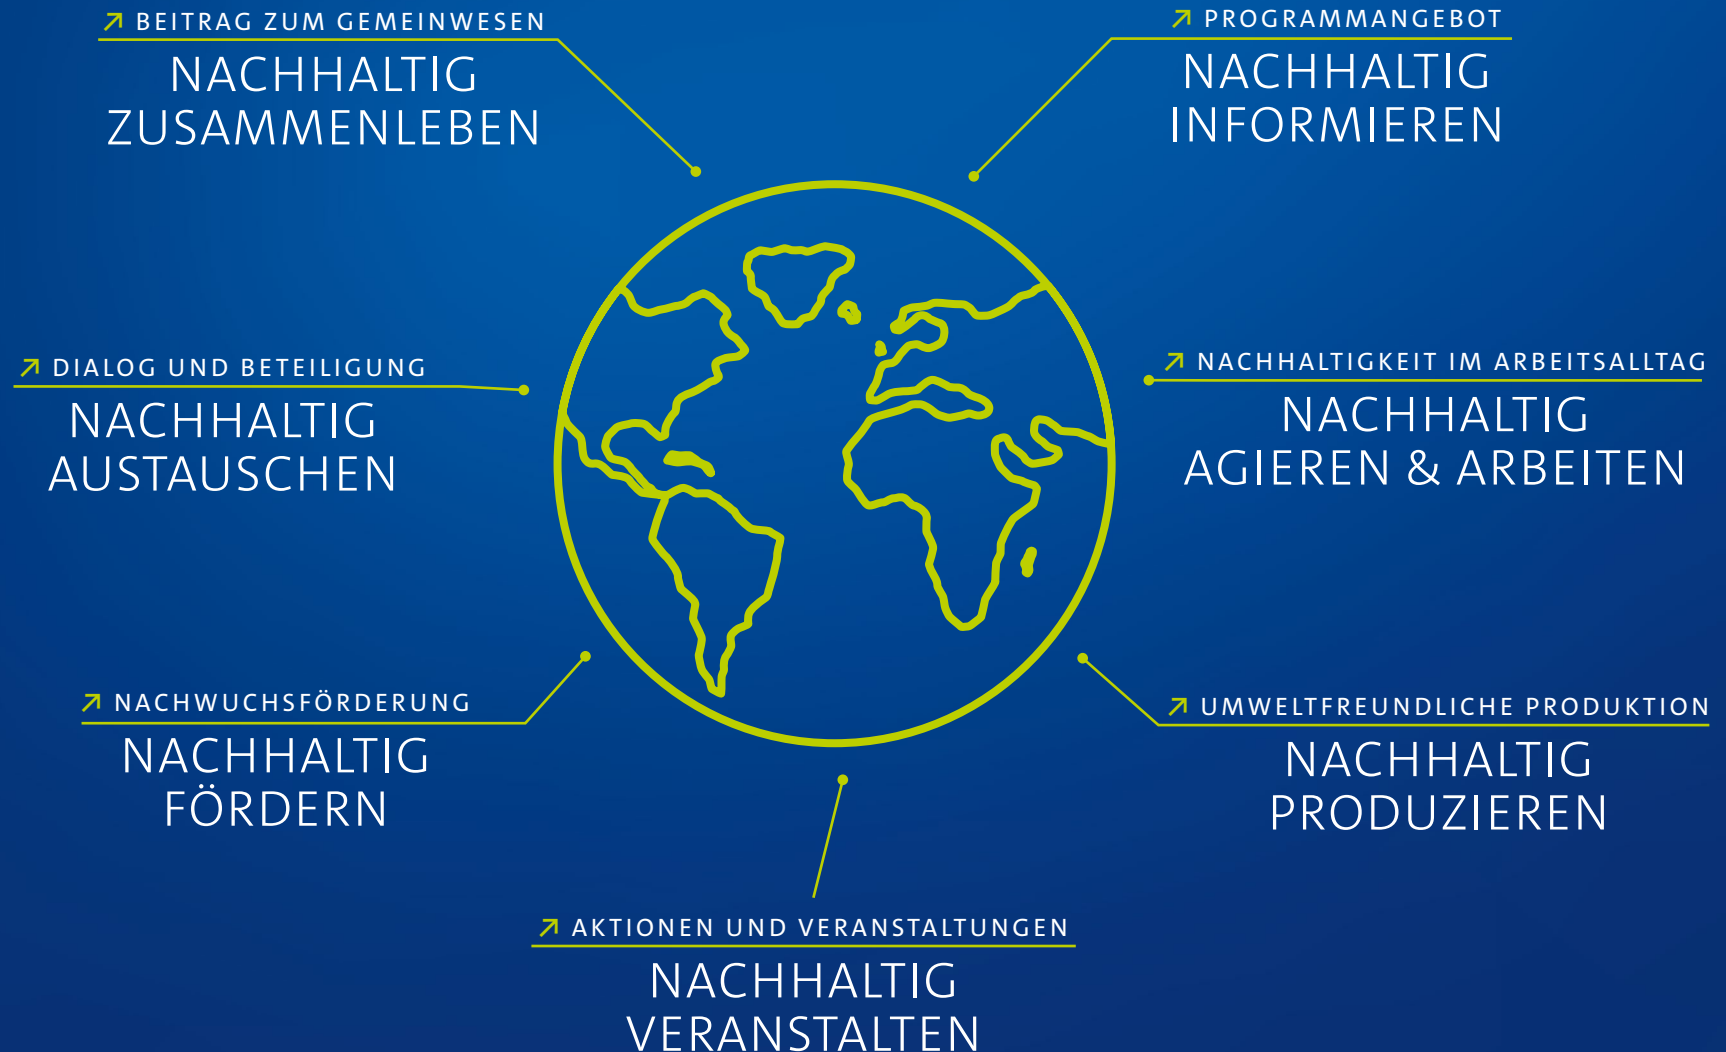 BEITRAG ZUM GEMEINWESEN
NACHHALTIG
ZUSAMMENLEBEN
PROGRAMMANGEBOT
NACHHALTIG
INFORMIEREN
DIALOG UND BETEILIGUNG
NACHHALTIG
AUSTAUSCHEN
NACHHALTIGKEIT IM ARBEITSALLTAG
NACHHALTIG
AGIEREN & ARBEITEN
NACHWUCHSFÖRDERUNG
NACHHALTIG
FÖRDERN
UMWELTFREUNDLICHE PRODUKTION
NACHHALTIG
PRODUZIEREN
AKTIONEN UND VERANSTALTUNGEN
NACHHALTIG
VERANSTALTEN